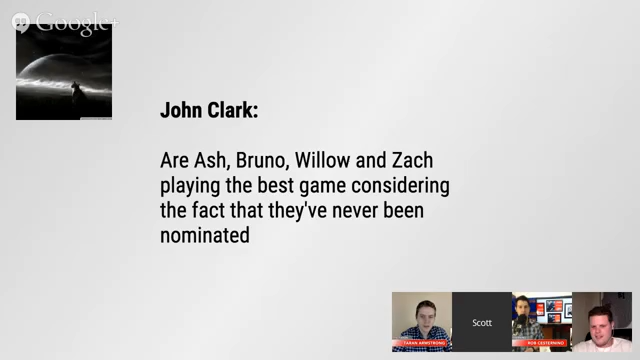 Google+
John Clark:
Are Ash, Bruno, Willow and Zach
playing the best game considering
the fact that they've never been
nominated
TARAN ARMSTRONG
Scott
ROB CESTERNINO